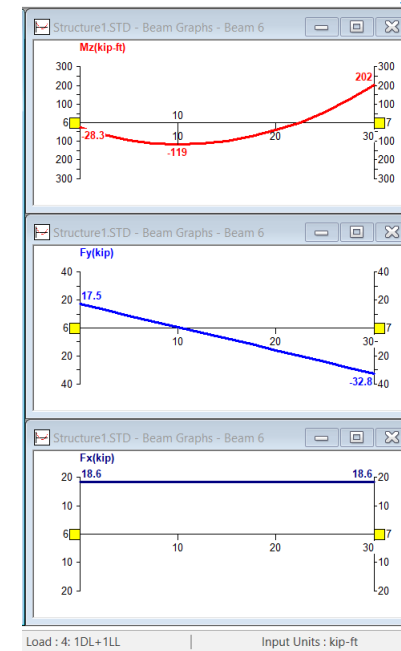 Structure1.STD - Beam Graphs - Beam 6
Mz(kip-ft)
300 300
200 202 200
100 100
10
6 7
-28.3 10 20 30 100
-119
200 200
300 300
Structure1.STD - Beam Graphs - Beam 6
Fy(kip)
40 40
20 17.5 20
6 7
10 20 30
20 20
40 -32.8 40
Structure1.STD - Beam Graphs - Beam 6
Fx(kip)
20 18.6 18.6 20
10 10
6 7
10 20 30
10 10
20 20
Load : 4: 1DL+1LL Input Units : kip-ft